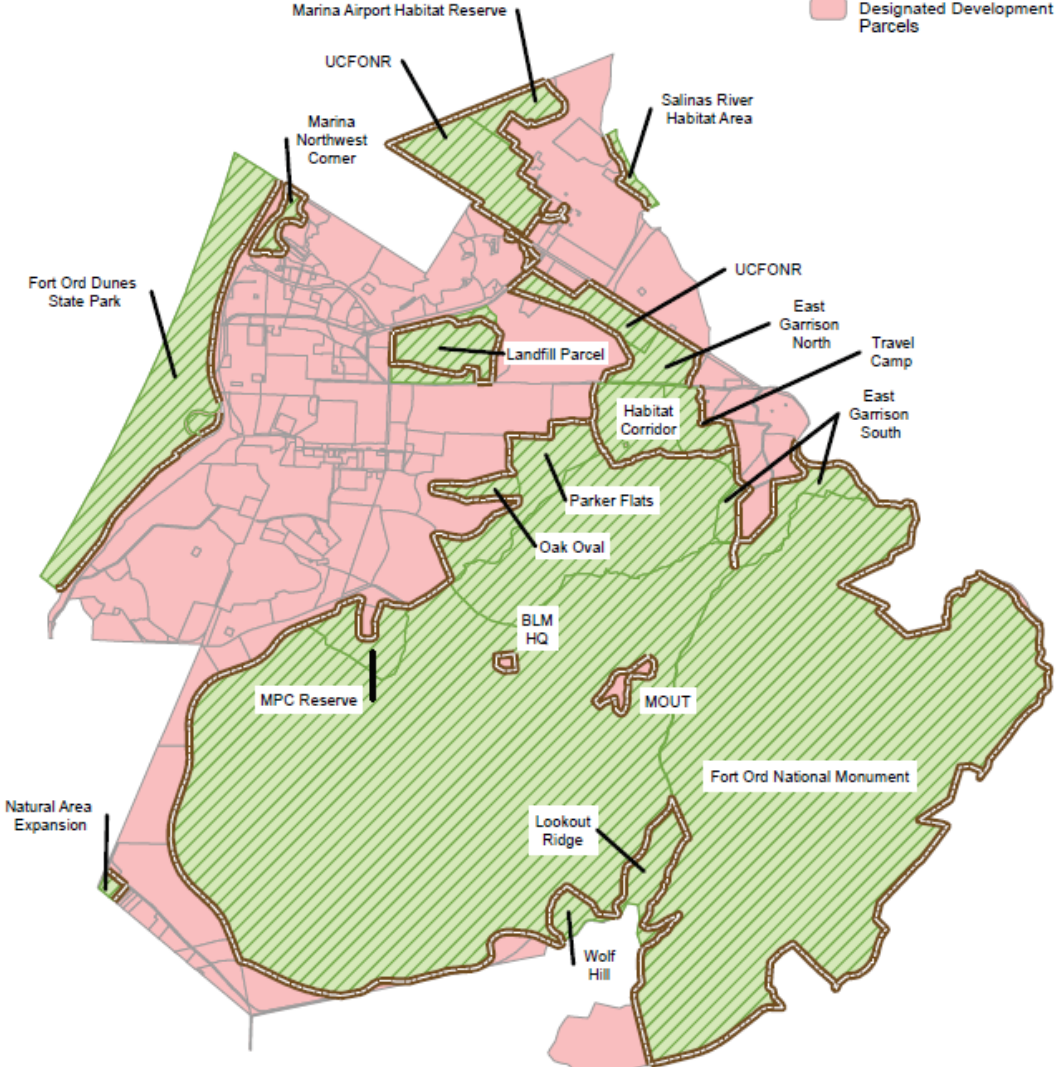 Marina Airport Habitat Reserve
Designated Development
Parcels
UCFONR
Salinas River
Habitat Area
Marina
Northwest
Corner
UCFONR
Fort Ord Dunes
State Park
East
Garrison
North
Travel
Camp
Landfill Parcel
East
Garrison
South
Habitat
Corridor
Parker Flats
Oak Oval
BLM
HQ
MPC Reserve
MOUT
Fort Ord National Monument
Natural Area
Expansion
Lookout
Ridge
Wolf
Hill